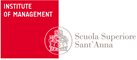 INSTITUTE
OF MANAGEMENT
Scuola Superiore
Sant'Anna